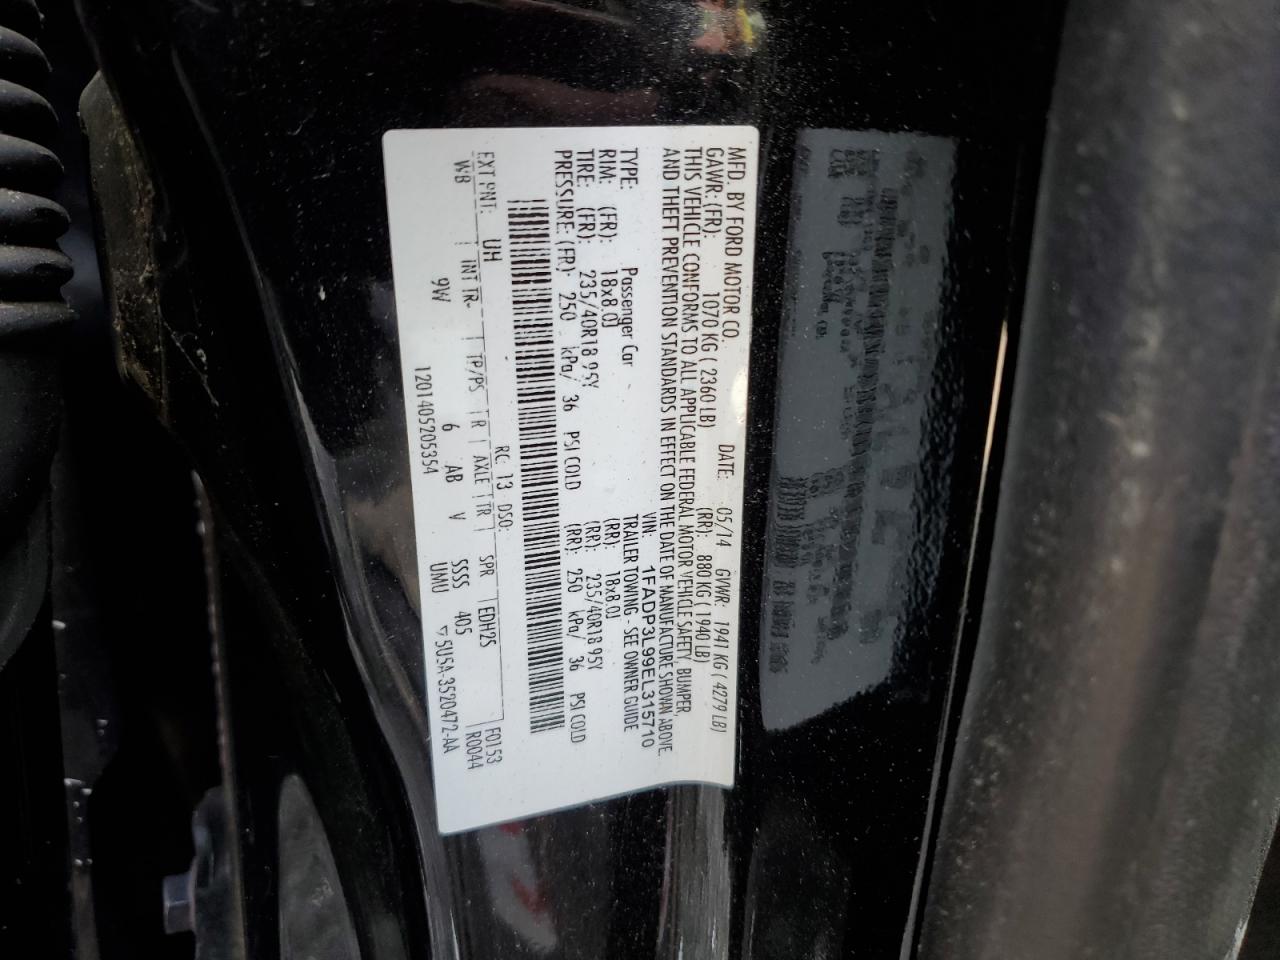 MFD. BY FORD MOTOR CO. DATE: 05/14 GVWR: 1941 KG ( 4279 LB)
GAWR: (FR): 1070 KG ( 2360 LB) (RR): 880 KG ( 1940 LB)
THIS VEHICLE CONFORMS TO ALL APPLICABLE FEDERAL MOTOR VEHICLE SAFETY, BUMPER,
AND THEFT PREVENTION STANDARDS IN EFFECT ON THE DATE OF MANUFACTURE SHOWN ABOVE.
VIN: 1FADP3L99EL315710
TYPE: Passenger Car TRAILER TOWING - SEE OWNER GUIDE
RIM: (FR): 18x8.0J (RR): 18x8.0J
TIRE: (FR): 235/40R18 95Y (RR): 235/40R18 95Y
PRESSURE: (FR): 250 kPa/ 36 PSI COLD (RR): 250 kPa/ 36 PSI COLD
RC: 13 DSO: F0153
EXT PNT: UH EDH2S R0044
WB INT TR TP/PS TR AXLE TR SPR
9W 6 AB V SSSS 405
UMU ▽5U5A-3520472-AA
1201405205354